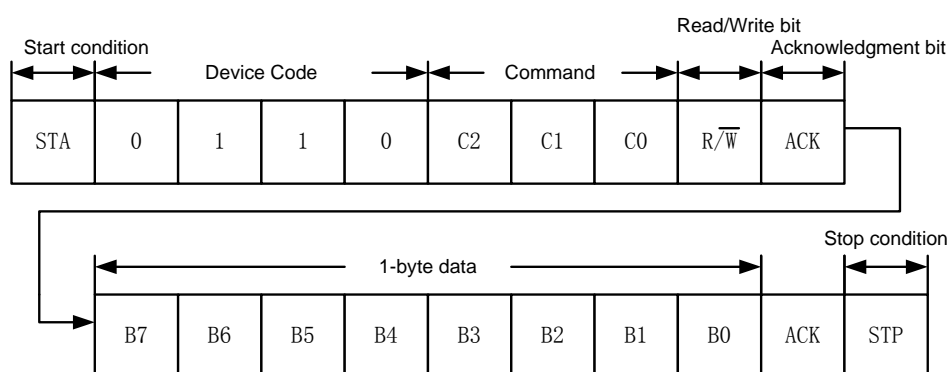 Read/Write bit
Start condition Acknowledgment bit
Device Code Command
STA 0 1 1 0 C2 C1 C0 R/W̅ ACK
Stop condition
1-byte data
B7 B6 B5 B4 B3 B2 B1 B0 ACK STP